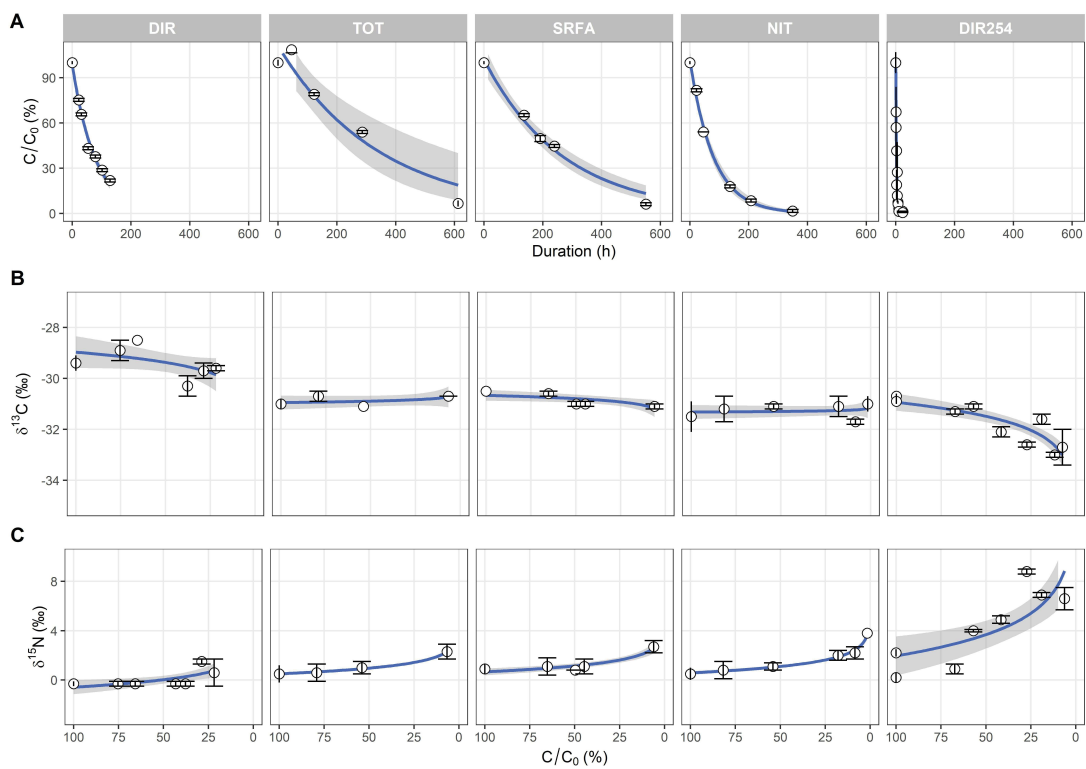 A
DIR TOT SRFA NIT DIR254
C/C₀ (%)
90
60
30
0
0 200 400 600 0 200 400 600 0 200 400 600 0 200 400 600 0 200 400 600
Duration (h)
B
δ¹³C (‰)
-28
-30
-32
-34
C
δ¹⁵N (‰)
8
4
0
100 75 50 25 0 100 75 50 25 0 100 75 50 25 0 100 75 50 25 0 100 75 50 25 0
C/C₀ (%)